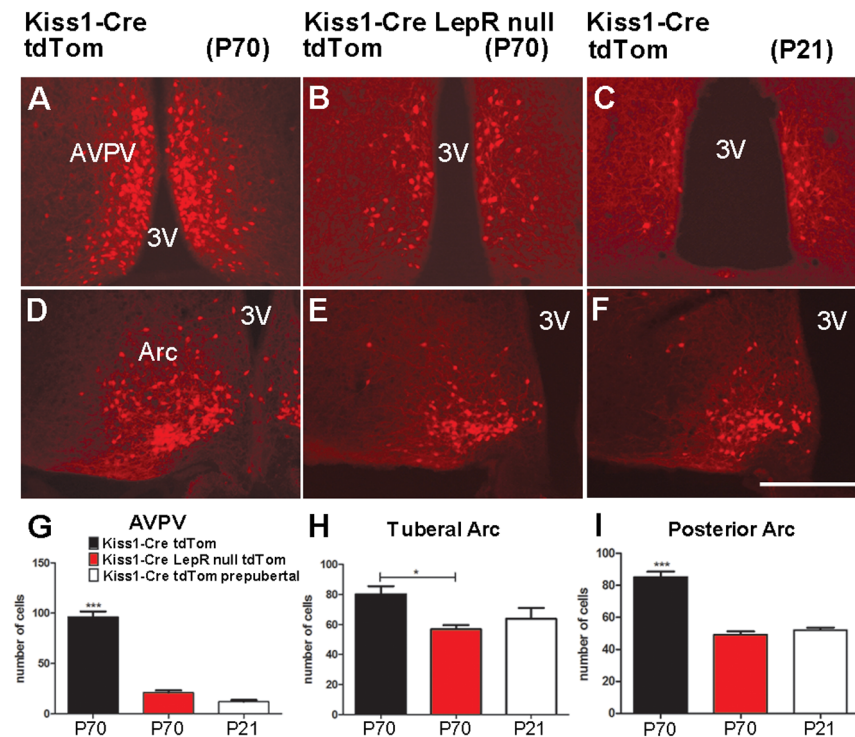 Kiss1-Cre
tdTom (P70)
Kiss1-Cre LepR null
tdTom (P70)
Kiss1-Cre
tdTom (P21)
A
AVPV
3V
B
3V
C
3V
D
3V
Arc
E
3V
F
3V
G AVPV
Kiss1-Cre tdTom
Kiss1-Cre LepR null tdTom
Kiss1-Cre tdTom prepubertal
number of cells
150
100
50
0
***
P70 P70 P21
H Tuberal Arc
number of cells
100
80
60
40
20
0
*
P70 P70 P21
I Posterior Arc
number of cells
100
80
60
40
20
0
***
P70 P70 P21